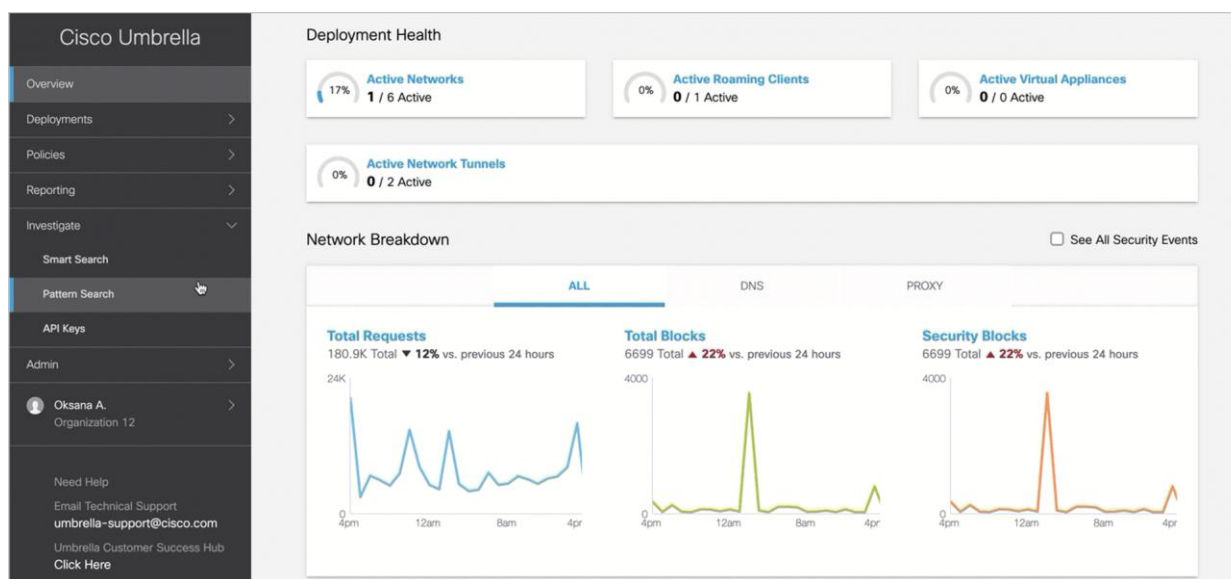 Cisco Umbrella
Overview
Deployments
Policies
Reporting
Investigate
Smart Search
Pattern Search
API Keys
Admin
Oksana A.
Organization 12
Need Help
Email Technical Support
umbrella-support@cisco.com
Umbrella Customer Success Hub
Click Here
Deployment Health
17%
Active Networks
1 / 6 Active
0%
Active Roaming Clients
0 / 1 Active
0%
Active Virtual Appliances
0 / 0 Active
0%
Active Network Tunnels
0 / 2 Active
Network Breakdown
See All Security Events
ALL DNS PROXY
Total Requests
180.9K Total ▼ 12% vs. previous 24 hours
24K
0
4pm 12am 8am 4pr
Total Blocks
6699 Total ▲ 22% vs. previous 24 hours
4000
0
4pm 12am 8am 4pr
Security Blocks
6699 Total ▲ 22% vs. previous 24 hours
4000
0
4pm 12am 8am 4pr